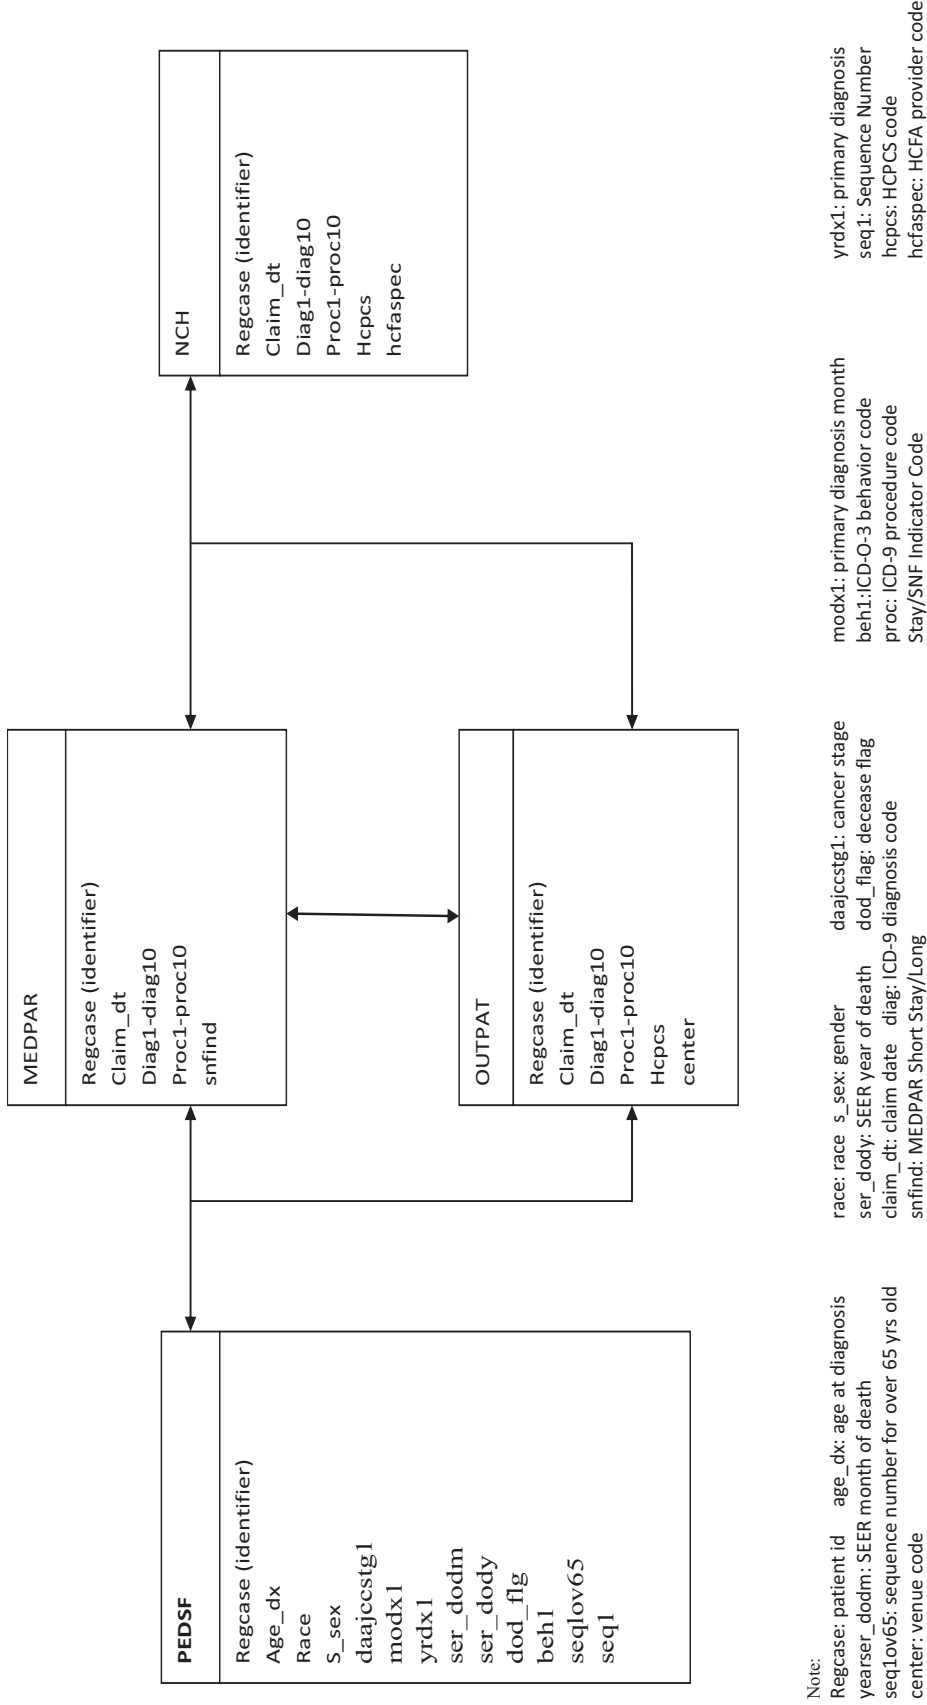 PEDSF
Regcase (identifier)
Age_dx
Race
S_sex
daajccstg1
modx1
yrdx1
ser_dodm
ser_dody
dod_flg
beh1
seqlov65
seq1
MEDPAR
Regcase (identifier)
Claim_dt
Diag1-diag10
Proc1-proc10
snfind
OUTPAT
Regcase (identifier)
Claim_dt
Diag1-diag10
Proc1-proc10
Hcpcs
center
NCH
Regcase (identifier)
Claim_dt
Diag1-diag10
Proc1-proc10
Hcpcs
hcfaspec
Note:
Regcase: patient id age_dx: age at diagnosis race: race s_sex: gender daajccstg1: cancer stage modx1: primary diagnosis month yrdx1: primary diagnosis
yearser_dodm: SEER month of death ser_dody: SEER year of death dod_flag: decease flag beh1:ICD-O-3 behavior code seq1: Sequence Number
seq1ov65: sequence number for over 65 yrs old claim_dt: claim date diag: ICD-9 diagnosis code proc: ICD-9 procedure code hcpcs: HCPCS code
center: venue code snfind: MEDPAR Short Stay/Long Stay/SNF Indicator Code hcfaspec: HCFA provider code